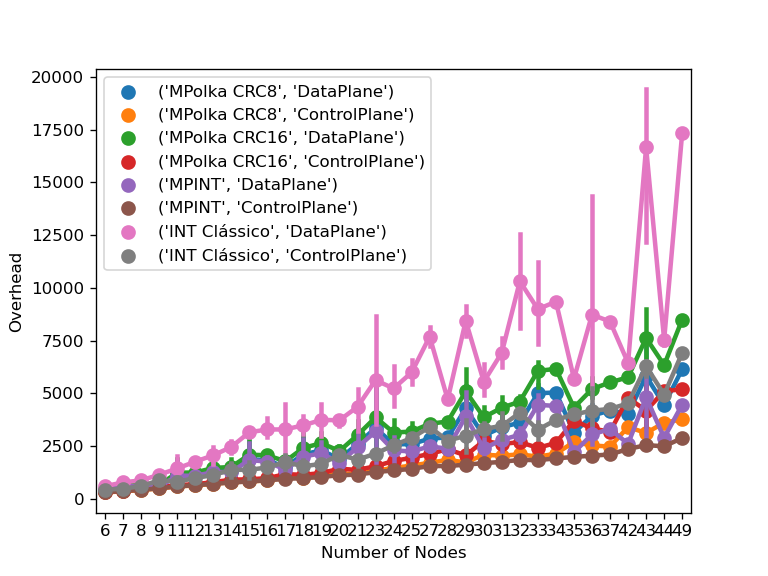 20000
17500
15000
12500
10000
7500
5000
2500
0
Overhead
('MPolka CRC8', 'DataPlane')
('MPolka CRC8', 'ControlPlane')
('MPolka CRC16', 'DataPlane')
('MPolka CRC16', 'ControlPlane')
('MPINT', 'DataPlane')
('MPINT', 'ControlPlane')
('INT Clássico', 'DataPlane')
('INT Clássico', 'ControlPlane')
6 7 8 9 11 12 13 14 15 16 17 18 19 20 21 23 24 25 27 28 29 30 31 32 33 34 35 36 37 42 43 44 49
Number of Nodes